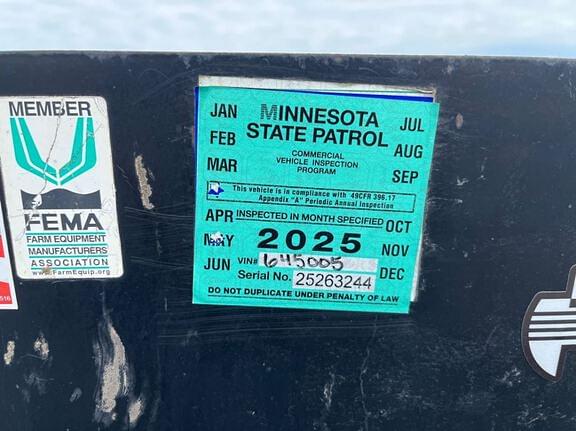 MEMBER
FEMA
FARM EQUIPMENT
MANUFACTURERS
ASSOCIATION
www.FarmEquip.org
516
JAN
FEB
MAR
MINNESOTA
STATE PATROL
COMMERCIAL
VEHICLE INSPECTION
PROGRAM
JUL
AUG
SEP
This vehicle is in compliance with 49CFR 396.17
Appendix "A" Periodic Annual Inspection
APR
MAY
JUN
INSPECTED IN MONTH SPECIFIED
2025
OCT
NOV
DEC
VIN# 645005
Serial No. 25263244
DO NOT DUPLICATE UNDER PENALTY OF LAW